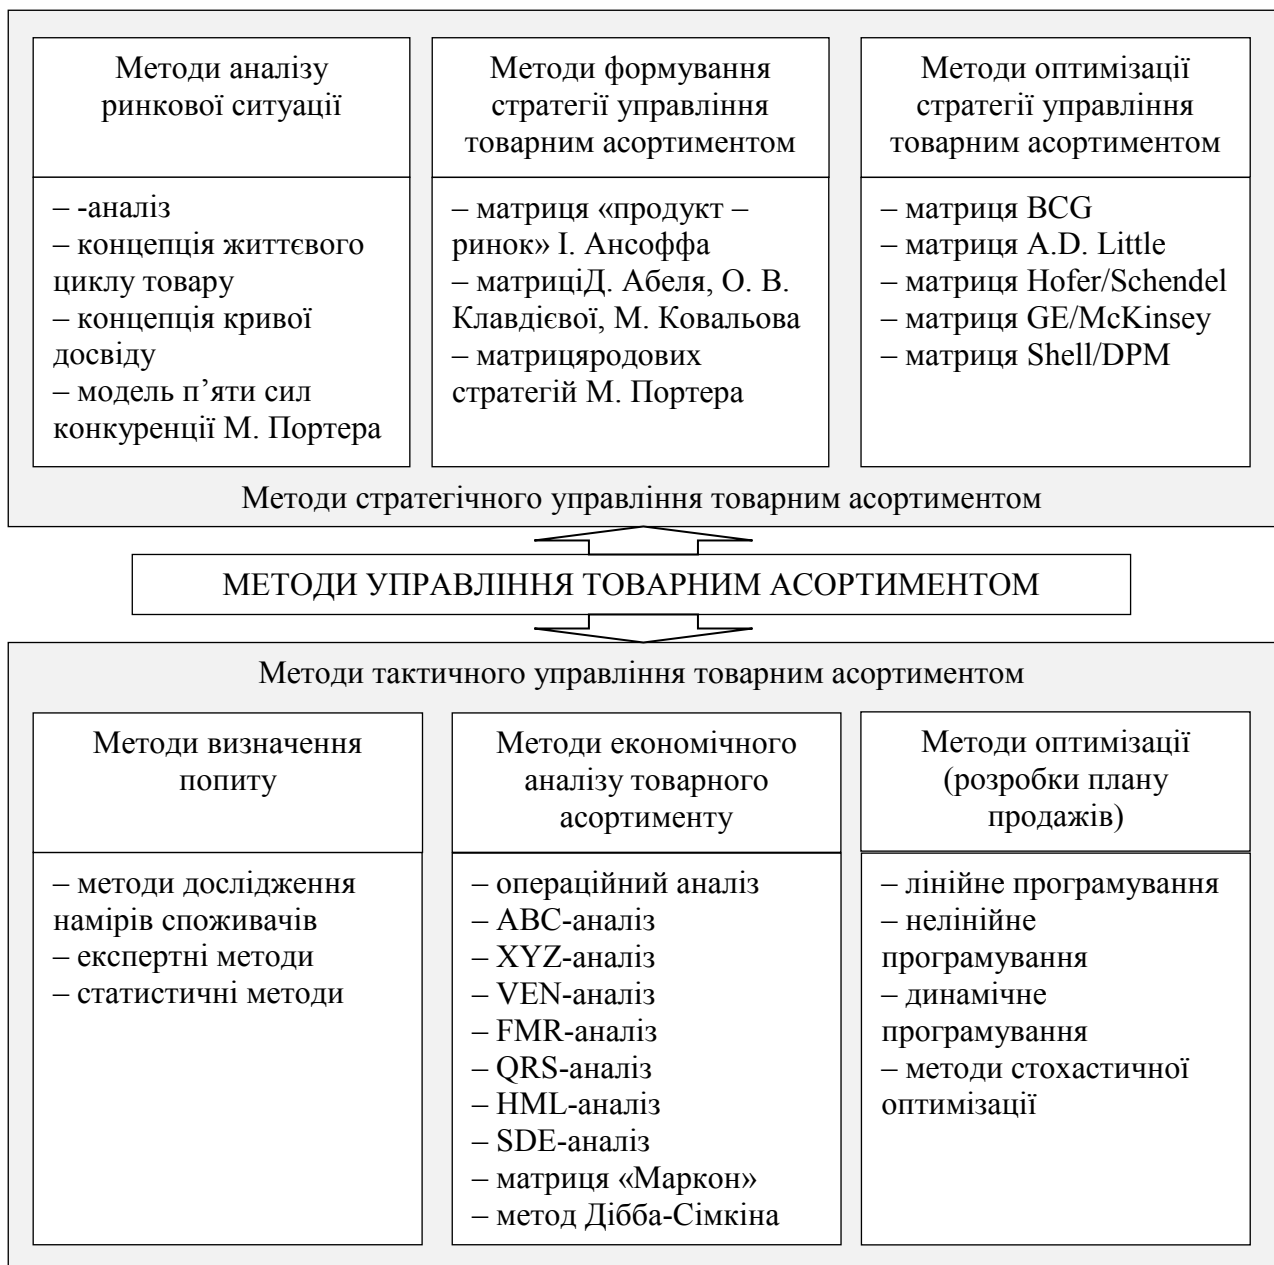 Методи аналізу
ринкової ситуації
– -аналіз
– концепція життєвого
циклу товару
– концепція кривої
досвіду
– модель п’яти сил
конкуренції М. Портера
Методи формування
стратегії управління
товарним асортиментом
– матриця «продукт –
ринок» І. Ансоффа
– матриціД. Абеля, О. В.
Клавдієвої, М. Ковальова
– матрицяродових
стратегій М. Портера
Методи оптимізації
стратегії управління
товарним асортиментом
– матриця BCG
– матриця A.D. Little
– матриця Hofer/Schendel
– матриця GE/McKinsey
– матриця Shell/DPM
Методи стратегічного управління товарним асортиментом
МЕТОДИ УПРАВЛІННЯ ТОВАРНИМ АСОРТИМЕНТОМ
Методи тактичного управління товарним асортиментом
Методи визначення
попиту
– методи дослідження
намірів споживачів
– експертні методи
– статистичні методи
Методи економічного
аналізу товарного
асортименту
– операційний аналіз
– ABC-аналіз
– XYZ-аналіз
– VEN-аналіз
– FMR-аналіз
– QRS-аналіз
– HML-аналіз
– SDE-аналіз
– матриця «Маркон»
– метод Дібба-Сімкіна
Методи оптимізації
(розробки плану
продажів)
– лінійне програмування
– нелінійне
програмування
– динамічне
програмування
– методи стохастичної
оптимізації